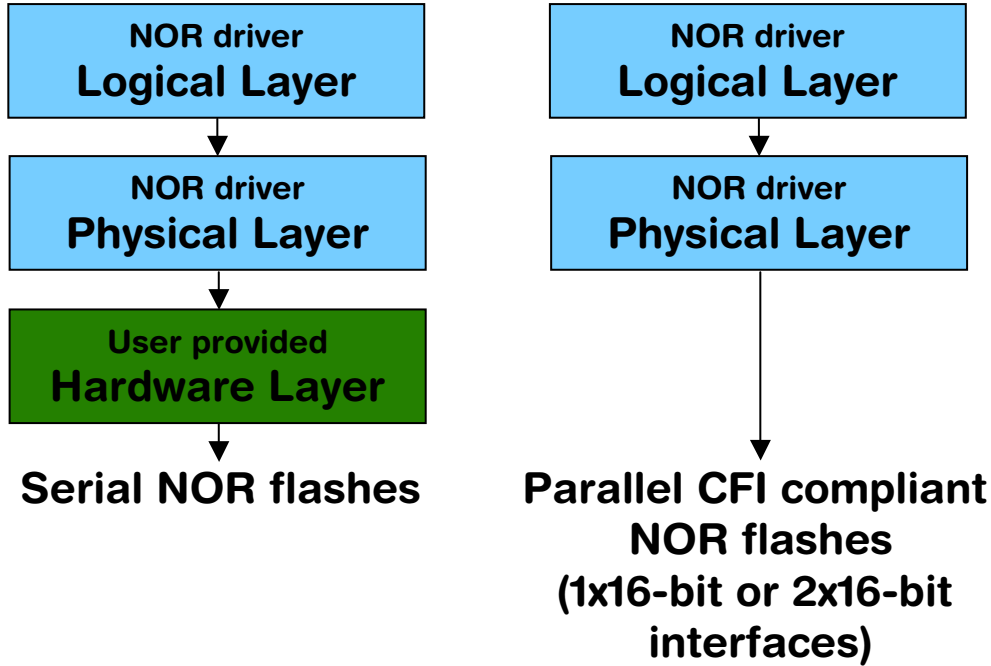 NOR driver
Logical Layer
NOR driver
Physical Layer
User provided
Hardware Layer
Serial NOR flashes
NOR driver
Logical Layer
NOR driver
Physical Layer
Parallel CFI compliant
NOR flashes
(1x16-bit or 2x16-bit
interfaces)